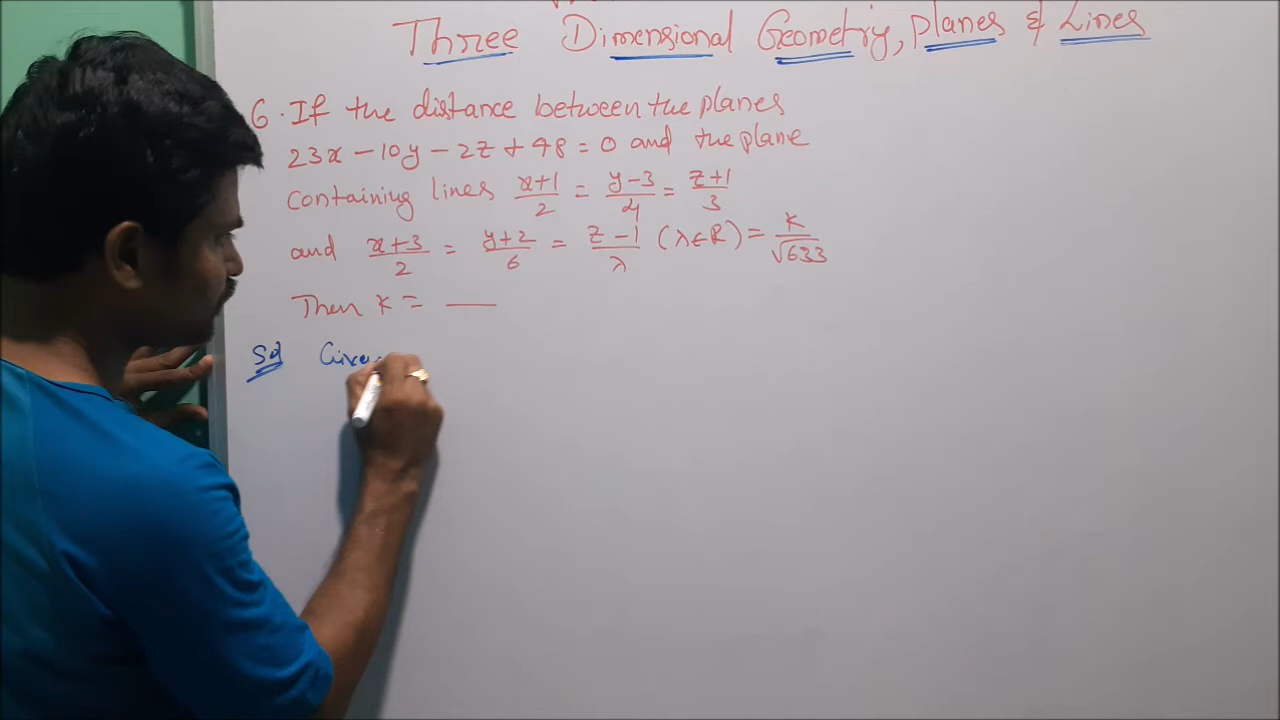 Three Dimensional Geometry, planes & Lines
6. If the distance between the planes
23x - 10y - 2z + 48 = 0 and the plane
Containing lines x+1/2 = y-3/4 = z+1/3
and x+3/2 = y+2/6 = z-1/λ (λ∈R) = k/√633
Then k = ___
Sol Given